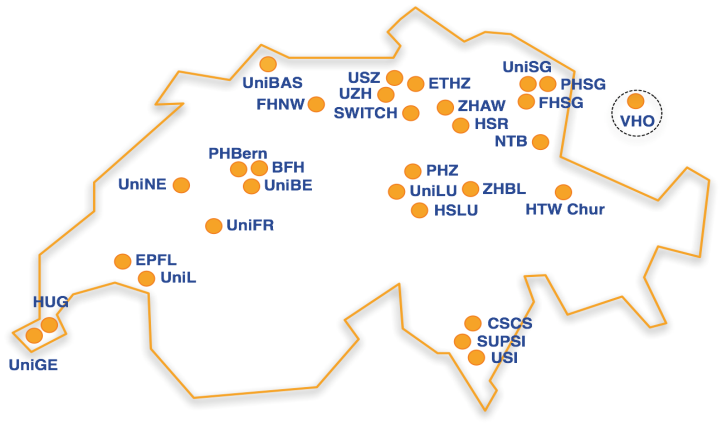 UniBAS
USZ
UZH
ETHZ
UniSG
PHSG
FHSG
VHO
FHNW
SWITCH
ZHAW
HSR
NTB
PHBern
BFH
UniBE
UniNE
PHZ
UniLU
ZHBL
HSLU
HTW Chur
UniFR
EPFL
UniL
HUG
UniGE
CSCS
SUPSI
USI